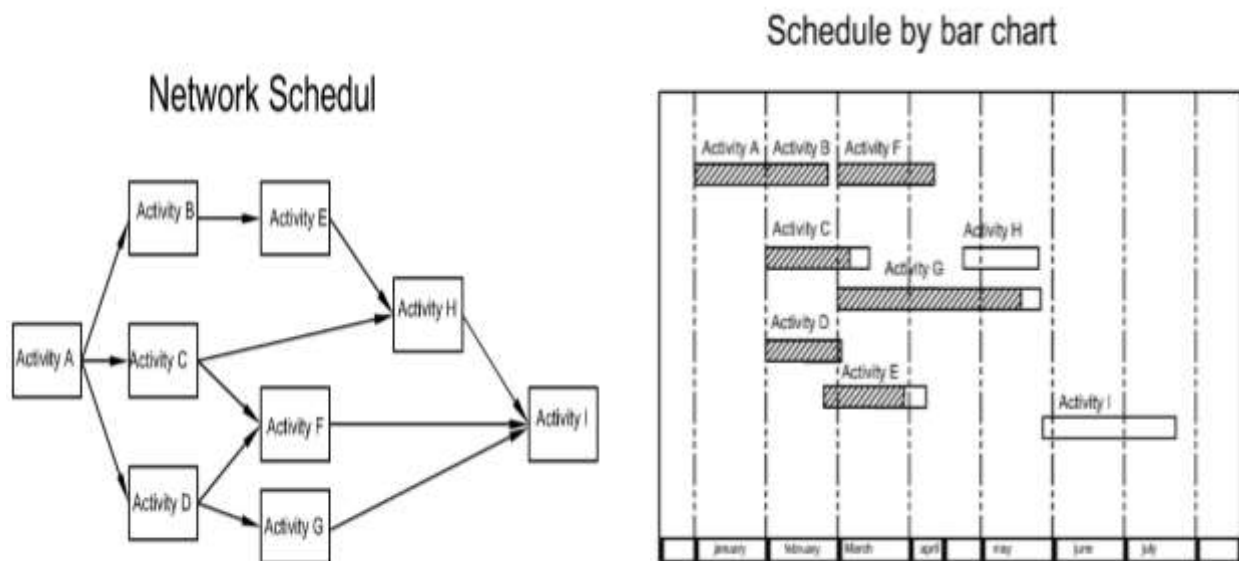 Network Schedul
Activity B
Activity E
Activity H
Activity A
Activity C
Activity F
Activity I
Activity D
Activity G
Schedule by bar chart
Activity A Activity B Activity F
Activity C Activity H
Activity G
Activity D
Activity E
Activity I
january february March april may june july